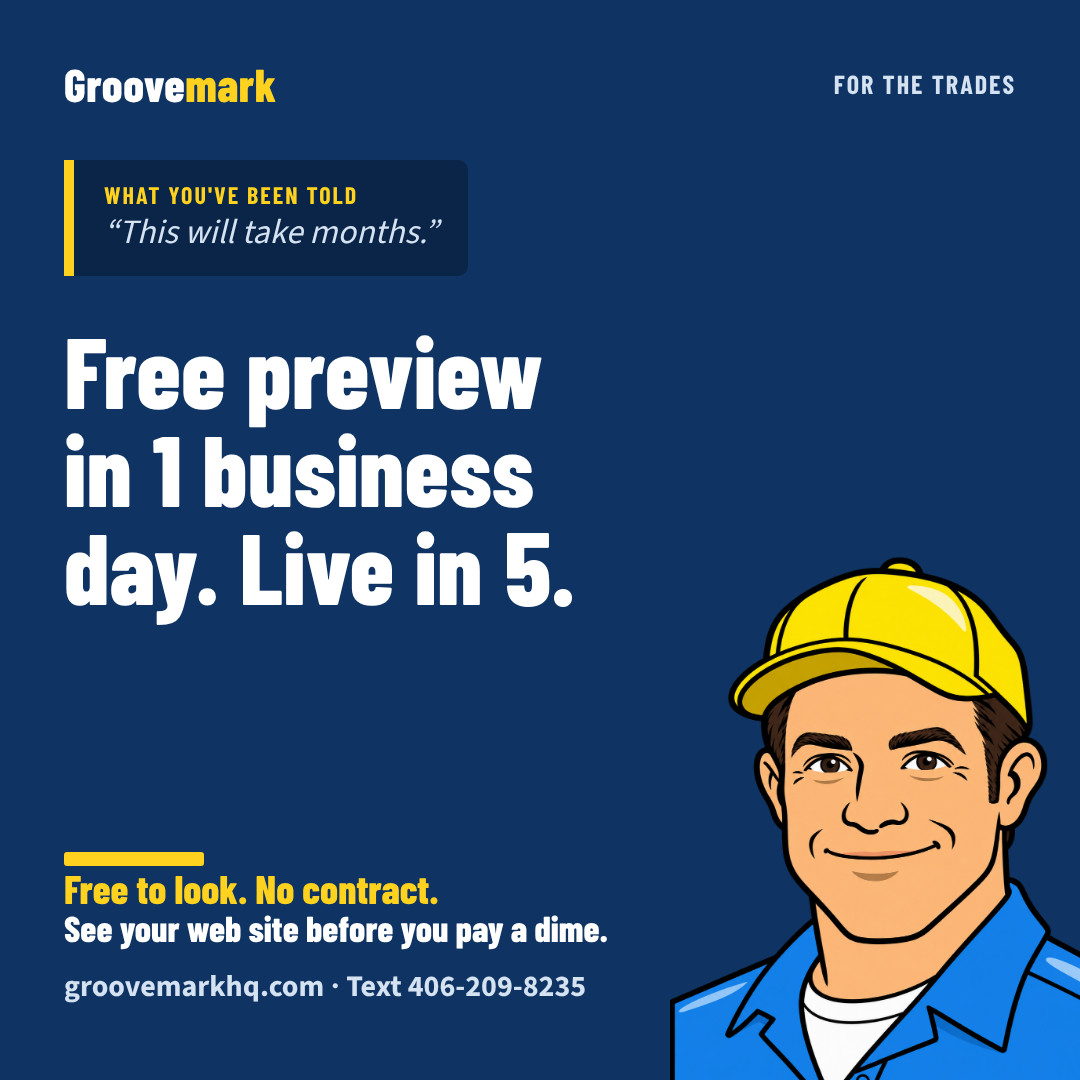 Groovemark
FOR THE TRADES
WHAT YOU'VE BEEN TOLD
“This will take months.”
Free preview
in 1 business
day. Live in 5.
Free to look. No contract.
See your web site before you pay a dime.
groovemarkhq.com · Text 406-209-8235